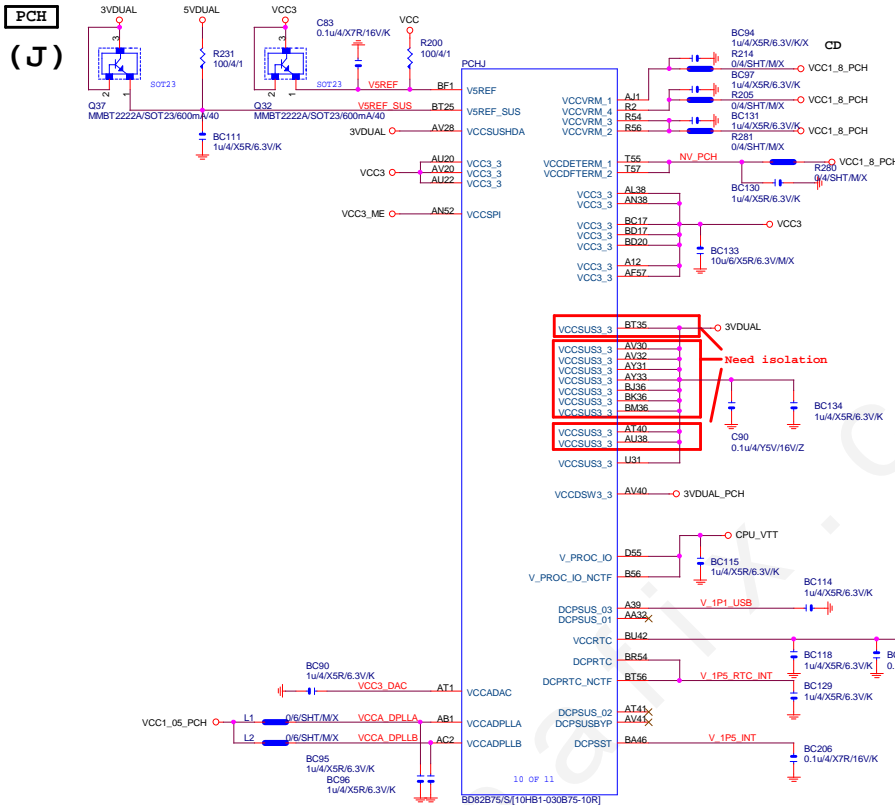 PCH
(J)
3VDUAL
5VDUAL
VCC3
C83
0.1u/4/X7R/16V/K
VCC
R231
100/4/1
R200
100/4/1
3
2
1
SOT23
3
2
1
SOT23
Q37
MMBT2222A/SOT23/600mA/40
Q32
MMBT2222A/SOT23/600mA/40
V5REF
V5REF_SUS
BC111
1u/4/X5R/6.3V/K
3VDUAL
VCC3
VCC3_ME
PCHJ
BF1 V5REF
BT25 V5REF_SUS
AV28 VCCSUSHDA
AU20 VCC3_3
AV20 VCC3_3
AU22 VCC3_3
AN52 VCCSPI
BC90
1u/4/X5R/6.3V/K
VCC3_DAC
AT1 VCCADAC
VCC1_05_PCH
L1 0/6/SHT/M/X VCCA_DPLLA AB1 VCCADPLLA
L2 0/6/SHT/M/X VCCA_DPLLB AC2 VCCADPLLB
BC95
1u/4/X5R/6.3V/K
BC96
1u/4/X5R/6.3V/K
VCCVRM_1 AJ1
VCCVRM_4 R2
VCCVRM_3 R54
VCCVRM_2 R56
BC94
1u/4/X5R/6.3V/K/X
R214
0/4/SHT/M/X
BC97
1u/4/X5R/6.3V/K
R205
0/4/SHT/M/X
BC131
1u/4/X5R/6.3V/K
R281
0/4/SHT/M/X
CD
VCC1_8_PCH
VCC1_8_PCH
VCC1_8_PCH
VCCDETERM_1 T55 NV_PCH
VCCDFTERM_2 T57
VCC1_8_PCH
R280
0/4/SHT/M/X
BC130
1u/4/X5R/6.3V/K
VCC3_3 AL38
VCC3_3 AN38
VCC3_3 BC17
VCC3_3 BD17
VCC3_3 BD20
VCC3_3 A12
VCC3_3 AF57
VCC3
BC133
10u/6/X5R/6.3V/M/X
VCCSUS3_3 BT35
3VDUAL
VCCSUS3_3 AV30
VCCSUS3_3 AV32
VCCSUS3_3 AY31
VCCSUS3_3 AY33
VCCSUS3_3 BJ36
VCCSUS3_3 BK36
VCCSUS3_3 BM36
Need isolation
VCCSUS3_3 AT40
VCCSUS3_3 AU38
VCCSUS3_3 U31
C90
0.1u/4/Y5V/16V/Z
BC134
1u/4/X5R/6.3V/K
VCCDSW3_3 AV40 3VDUAL_PCH
V_PROC_IO D55
V_PROC_IO_NCTF B56
CPU_VTT
BC115
1u/4/X5R/6.3V/K
BC114
1u/4/X5R/6.3V/K
DCPSUS_03 A39 V_1P1_USB
DCPSUS_01 AA32
VCCRTC BU42
DCPRTC BR54
DCPRTC_NCTF BT56 V_1P5_RTC_INT
BC118
1u/4/X5R/6.3V/K
0.
BC129
1u/4/X5R/6.3V/K
DCPSUS_02 AT41
DCPSUSBYP AV41
DCPSST BA46 V_1P5_INT
BC206
0.1u/4/X7R/16V/K
10 OF 11
BD82B75/S/[10HB1-030B75-10R]